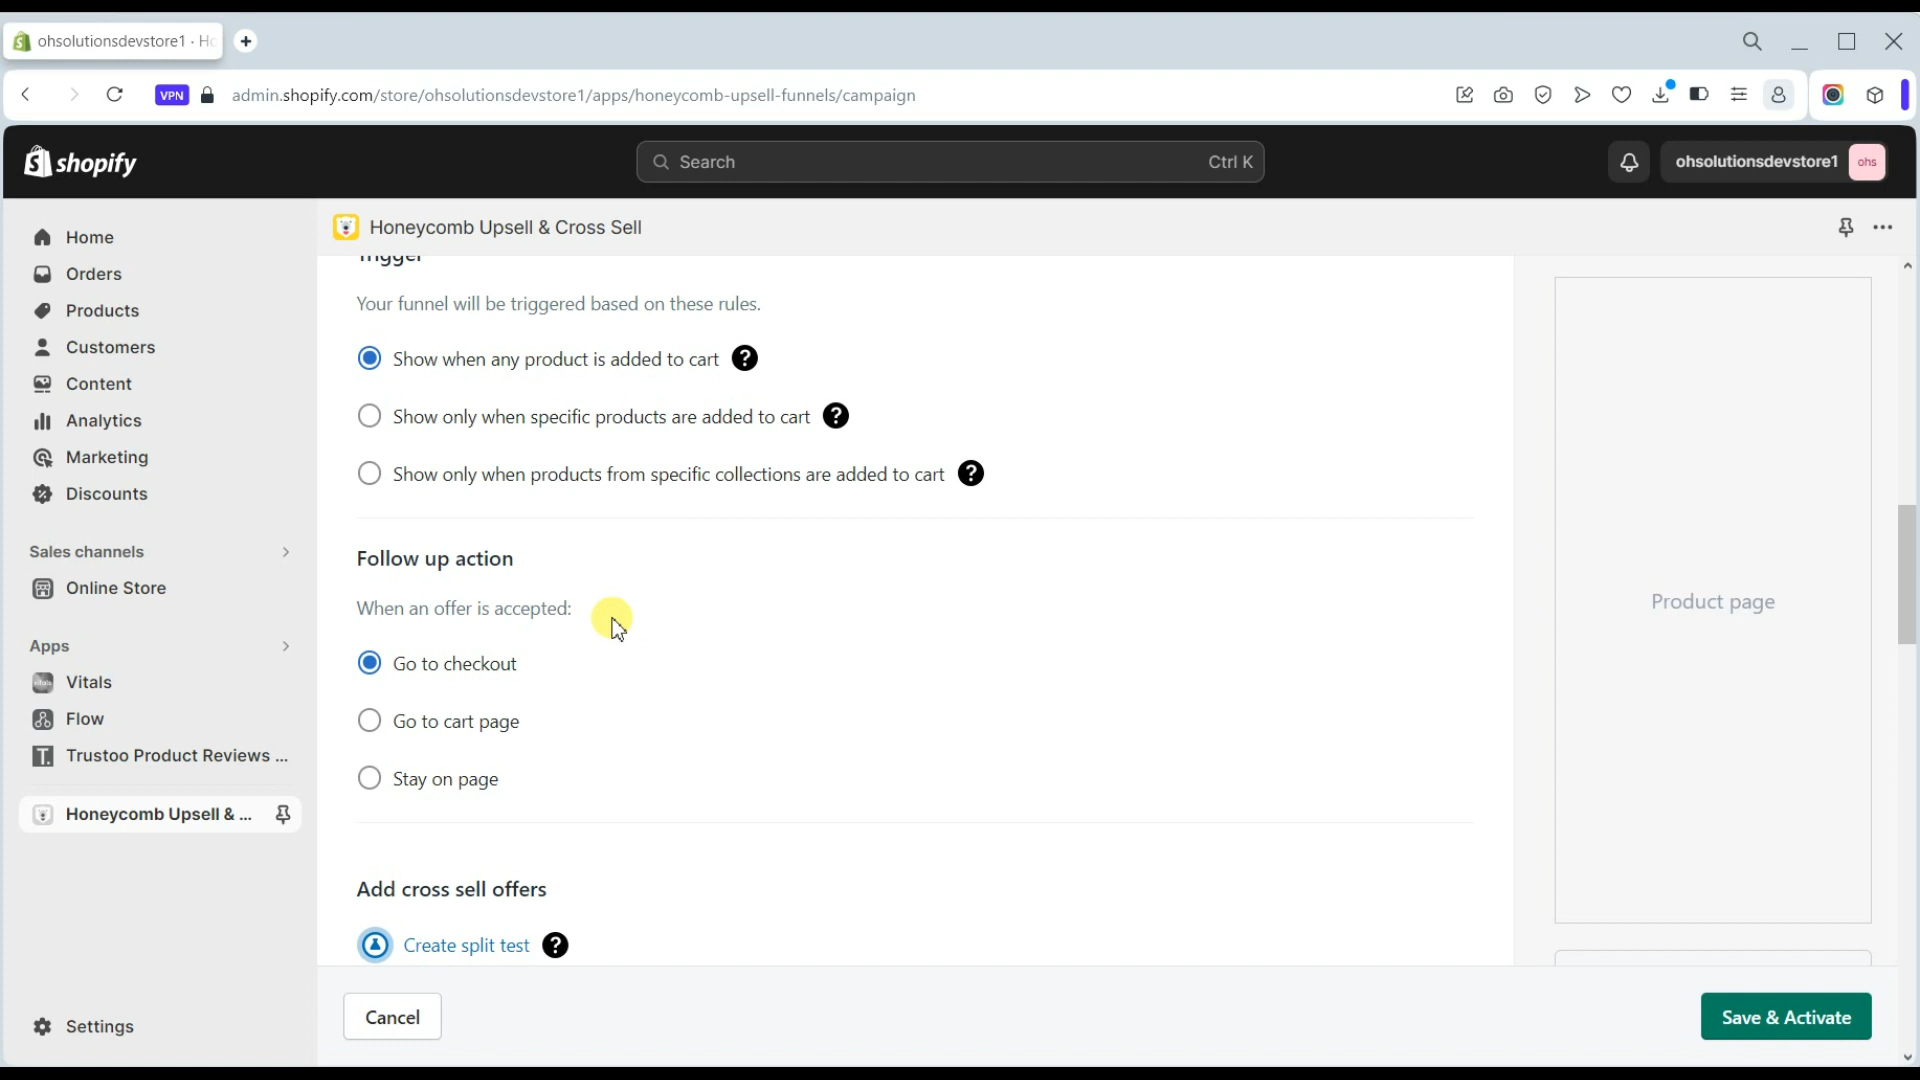 ohsolutionsdevstore1 · Ho
VPN
admin.shopify.com/store/ohsolutionsdevstore1/apps/honeycomb-upsell-funnels/campaign
shopify
Search
Ctrl K
ohsolutionsdevstore1
ohs
Home
Orders
Products
Customers
Content
Analytics
Marketing
Discounts
Sales channels
Online Store
Apps
Vitals
Flow
Trustoo Product Reviews ...
Honeycomb Upsell & ...
Settings
Honeycomb Upsell & Cross Sell
Trigger
Your funnel will be triggered based on these rules.
Show when any product is added to cart ?
Show only when specific products are added to cart ?
Show only when products from specific collections are added to cart ?
Follow up action
When an offer is accepted:
Go to checkout
Go to cart page
Stay on page
Add cross sell offers
Create split test ?
Product page
Cancel
Save & Activate